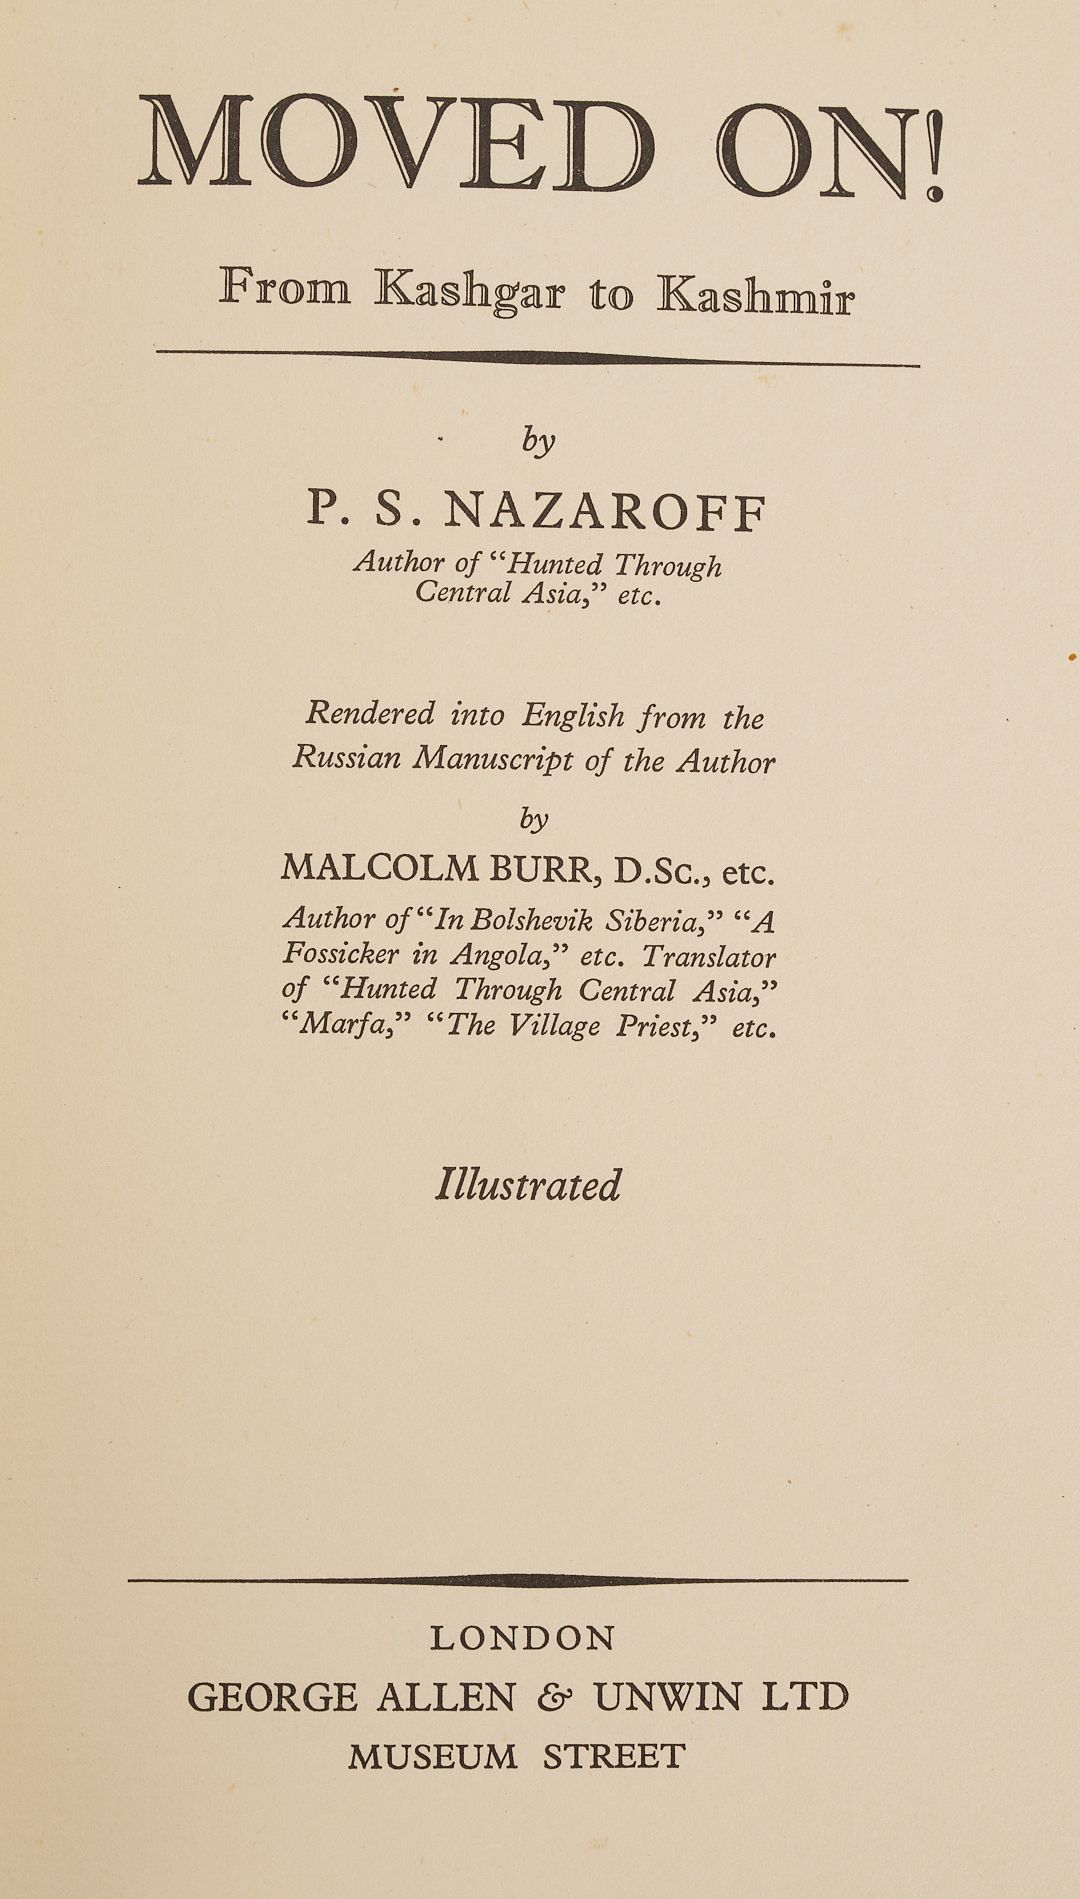 MOVED ON!
From Kashgar to Kashmir
by
P. S. NAZAROFF
Author of “Hunted Through
Central Asia,” etc.
Rendered into English from the
Russian Manuscript of the Author
by
MALCOLM BURR, D.Sc., etc.
Author of “In Bolshevik Siberia,” “A
Fossicker in Angola,” etc. Translator
of “Hunted Through Central Asia,”
“Marfa,” “The Village Priest,” etc.
Illustrated
LONDON
GEORGE ALLEN & UNWIN LTD
MUSEUM STREET